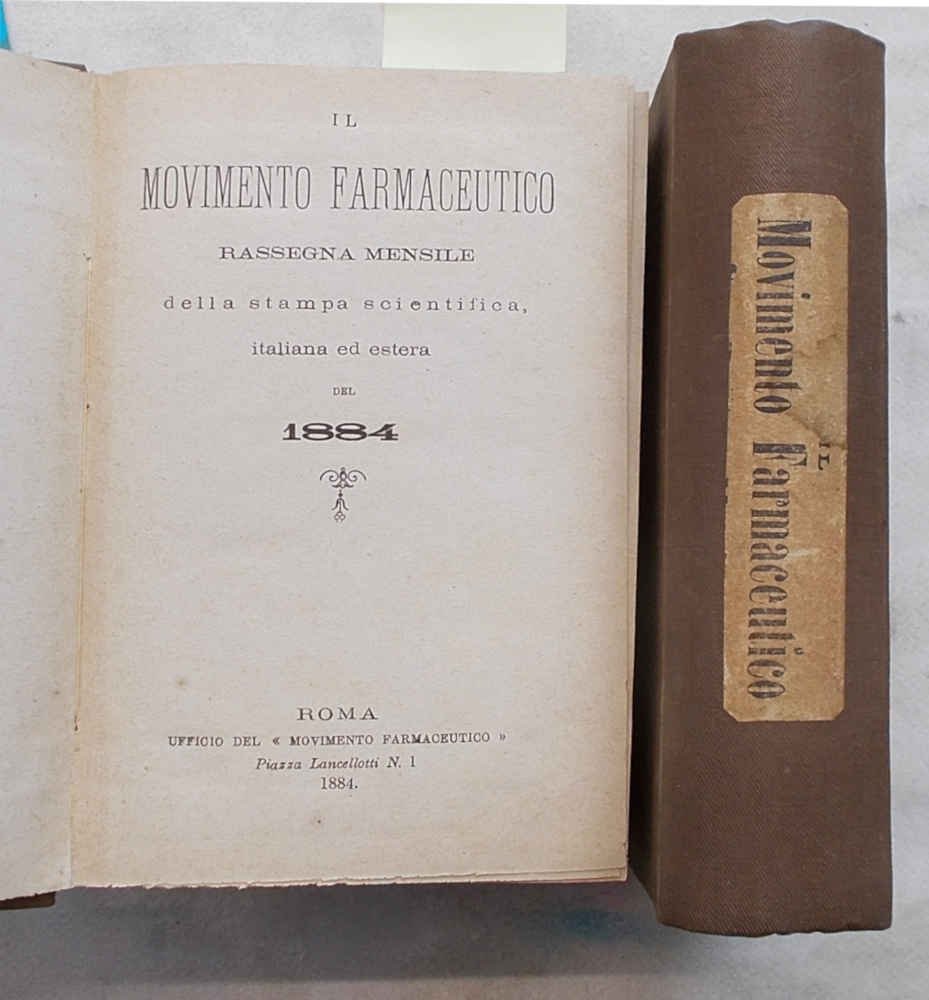 IL
MOVIMENTO FARMACEUTICO
RASSEGNA MENSILE
della stampa scientifica,
italiana ed estera
DEL
1884
ROMA
UFFICIO DEL « MOVIMENTO FARMACEUTICO »
Piazza Lancellotti N. 1
1884.
IL
Movimento Farmaceutico